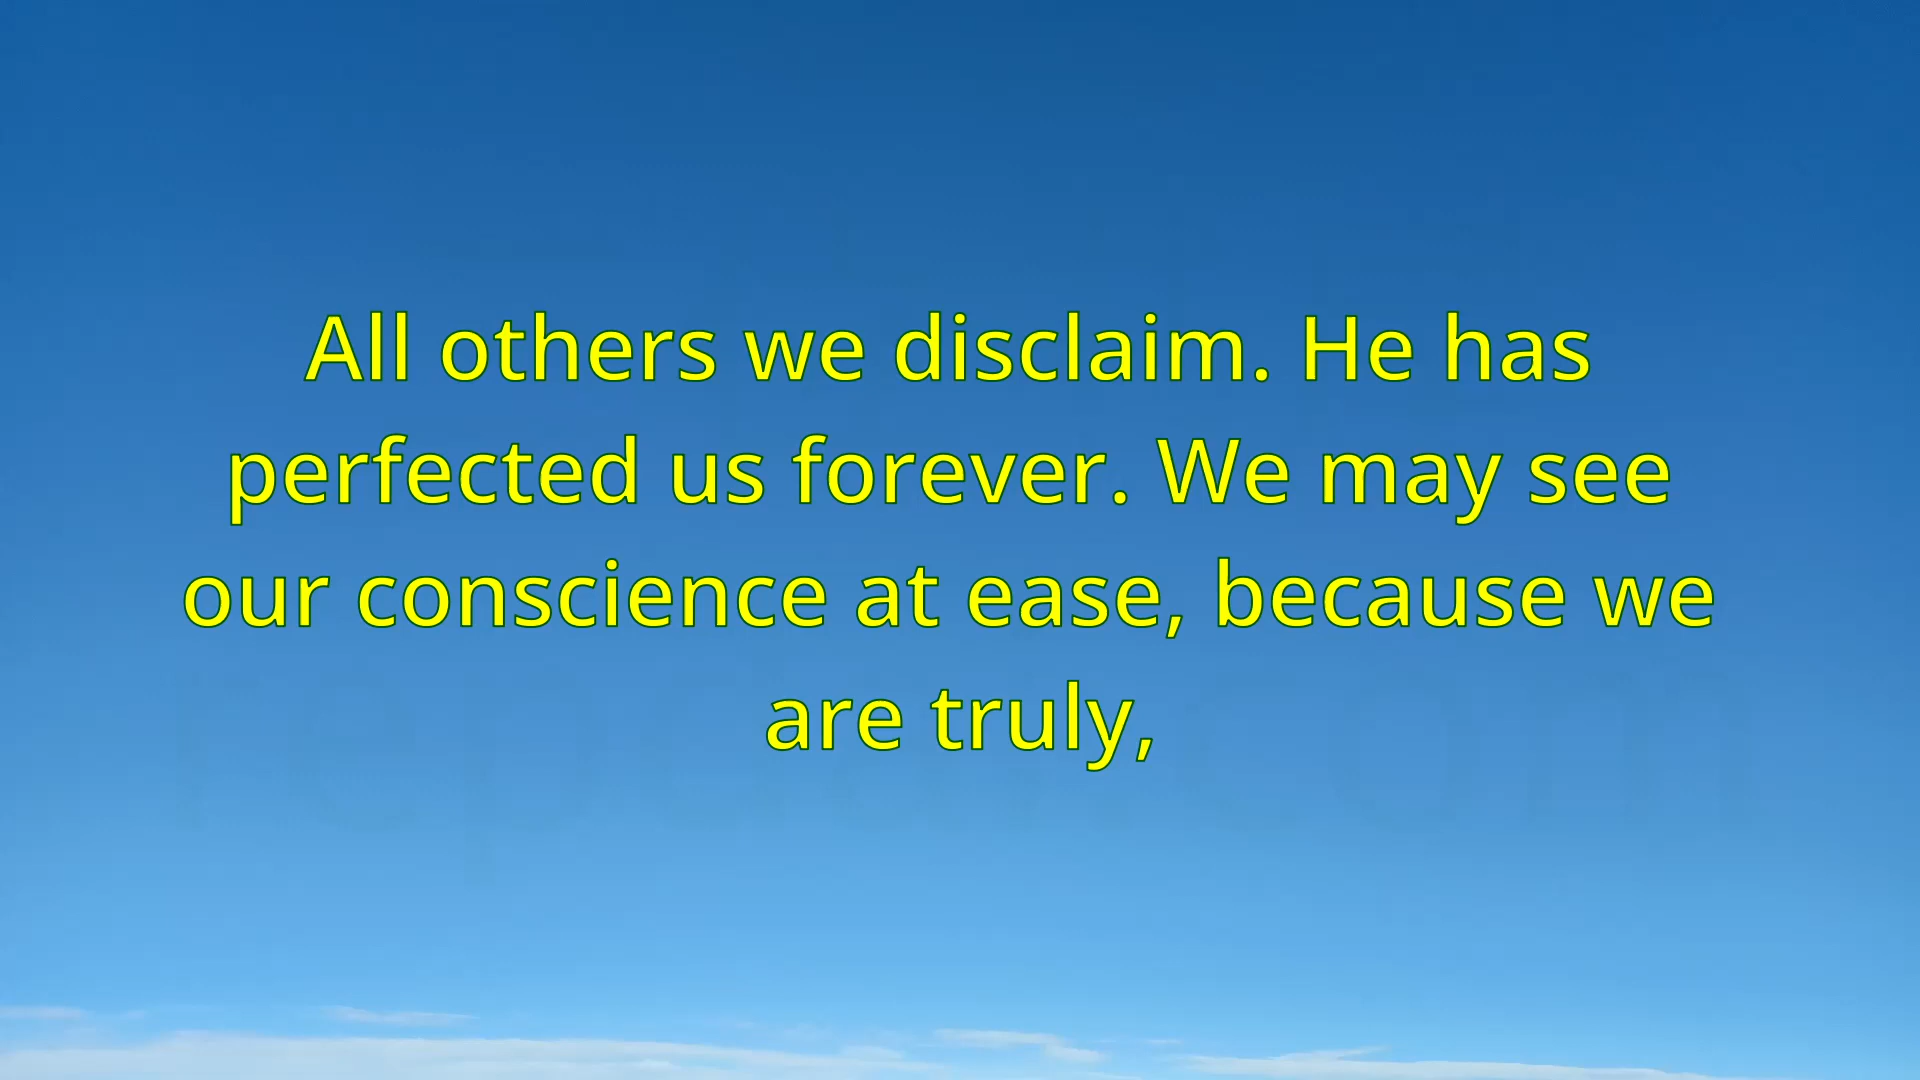 All others we disclaim. He has
perfected us forever. We may see
our conscience at ease, because we
are truly,